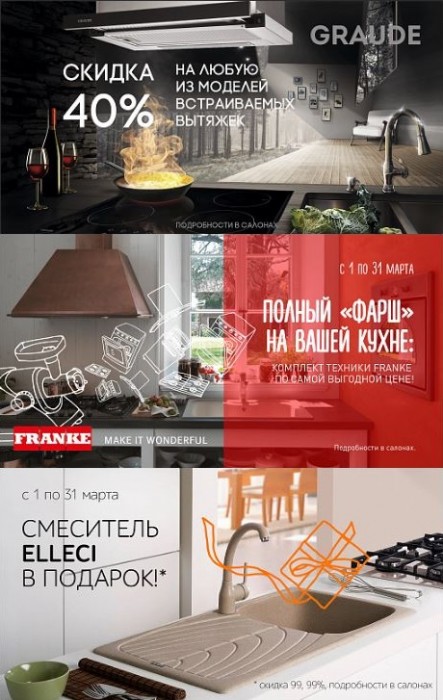 GRAUDE
СКИДКА
40%
НА ЛЮБУЮ
ИЗ МОДЕЛЕЙ
ВСТРАИВАЕМЫХ
ВЫТЯЖЕК
ПОДРОБНОСТИ В САЛОНАХ
С 1 ПО 31 МАРТА
ПОЛНЫЙ «ФАРШ»
НА ВАШЕЙ КУХНЕ:
КОМПЛЕКТ ТЕХНИКИ FRANKE
ПО САМОЙ ВЫГОДНОЙ ЦЕНЕ!
FRANKE MAKE IT WONDERFUL
Подробности в салонах.
с 1 по 31 марта
СМЕСИТЕЛЬ
ELLECI
В ПОДАРОК!*
* скидка 99, 99%, подробности в салонах